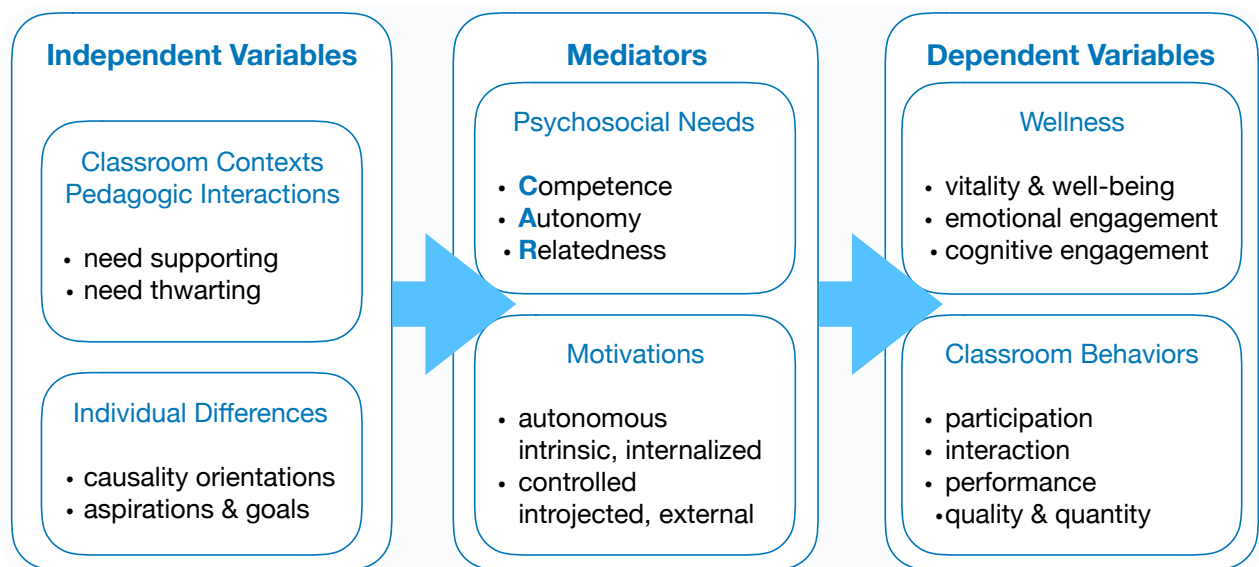 Independent Variables
Classroom Contexts
Pedagogic Interactions
• need supporting
• need thwarting
Individual Differences
• causality orientations
• aspirations & goals
Mediators
Psychosocial Needs
• Competence
• Autonomy
• Relatedness
Motivations
• autonomous
intrinsic, internalized
• controlled
introjected, external
Dependent Variables
Wellness
• vitality & well-being
• emotional engagement
• cognitive engagement
Classroom Behaviors
• participation
• interaction
• performance
•quality & quantity